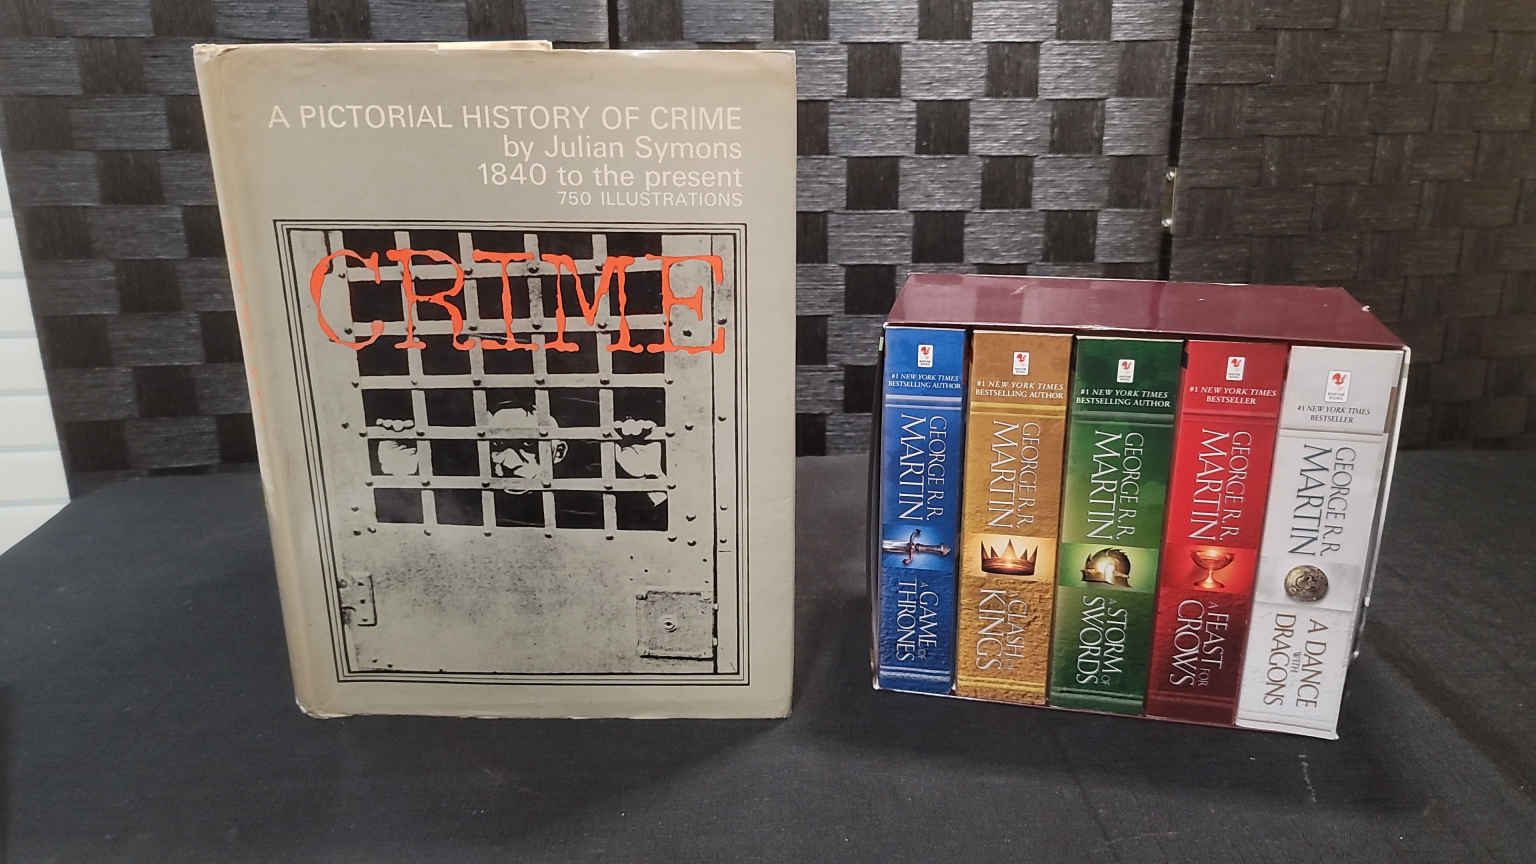 A PICTORIAL HISTORY OF CRIME
by Julian Symons
1840 to the present
750 ILLUSTRATIONS
CRIME
#1 NEW YORK TIMES
BESTSELLING AUTHOR
GEORGE R.R.
MARTIN
A GAME OF
THRONES
#1 NEW YORK TIMES
BESTSELLING AUTHOR
GEORGE R.R.
MARTIN
A CLASH OF
KINGS
#1 NEW YORK TIMES
BESTSELLING AUTHOR
GEORGE R.R.
MARTIN
A STORM OF
SWORDS
#1 NEW YORK TIMES
BESTSELLER
GEORGE R.R.
MARTIN
A FEAST FOR
CROWS
#1 NEW YORK TIMES
BESTSELLER
GEORGE R.R.
MARTIN
A DANCE
WITH
DRAGONS